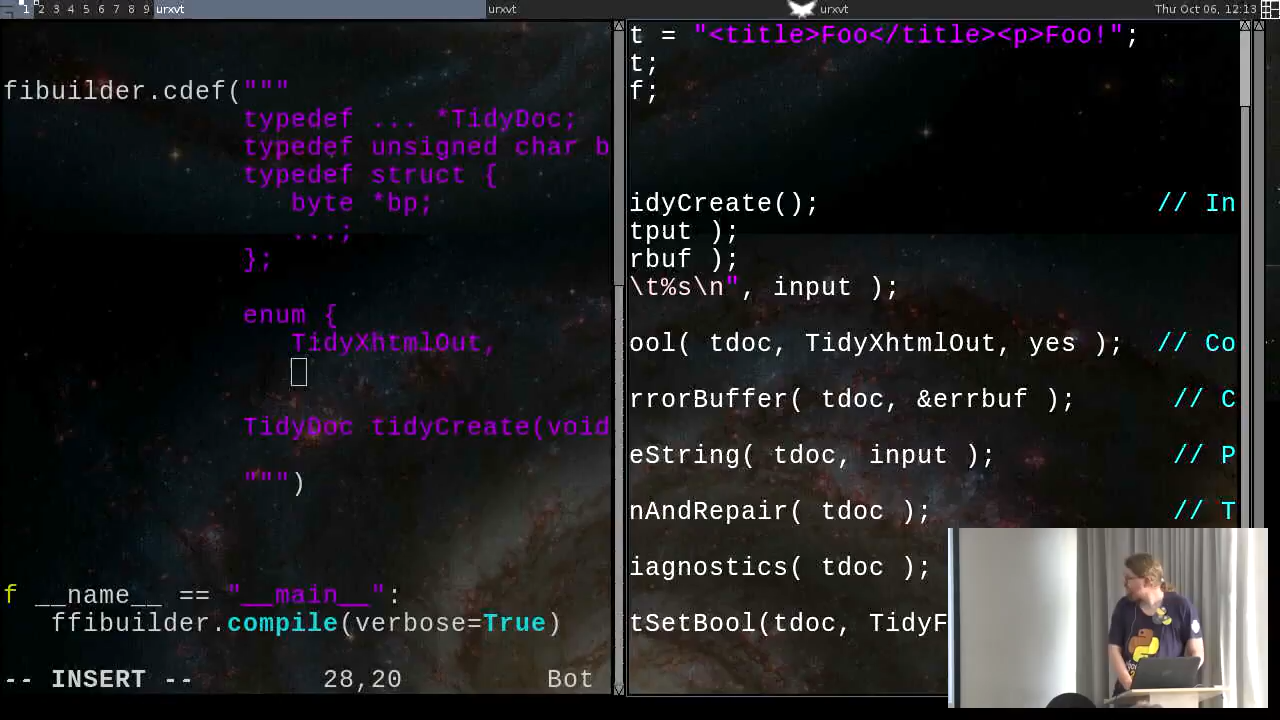 1 2 3 4 5 6 7 8 9 urxvt urxvt urxvt Thu Oct 06, 12:13
fibuilder.cdef("""
typedef ... *TidyDoc;
typedef unsigned char b
typedef struct {
byte *bp;
...;
};
enum {
TidyXhtmlOut,
TidyDoc tidyCreate(void
""")
f __name__ == "__main__":
ffibuilder.compile(verbose=True)
-- INSERT -- 28,20 Bot
t = "<title>Foo</title><p>Foo!";
t;
f;
idyCreate(); // In
tput );
rbuf );
\t%s\n", input );
ool( tdoc, TidyXhtmlOut, yes ); // Co
rrorBuffer( tdoc, &errbuf ); // C
eString( tdoc, input ); // P
nAndRepair( tdoc ); // T
iagnostics( tdoc );
tSetBool(tdoc, TidyF